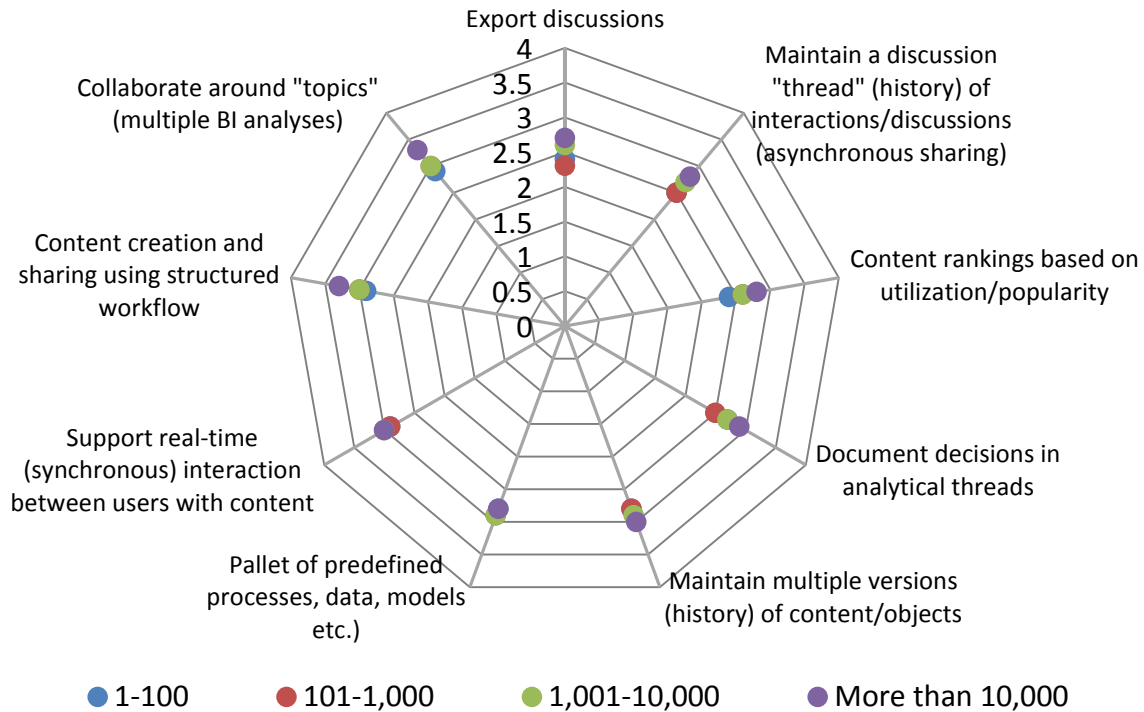 Export discussions
4
3.5
3
2.5
2
1.5
1
0.5
0
Maintain a discussion
"thread" (history) of
interactions/discussions
(asynchronous sharing)
Content rankings based on
utilization/popularity
Document decisions in
analytical threads
Maintain multiple versions
(history) of content/objects
Pallet of predefined
processes, data, models
etc.)
Support real-time
(synchronous) interaction
between users with content
Content creation and
sharing using structured
workflow
Collaborate around "topics"
(multiple BI analyses)
1-100
101-1,000
1,001-10,000
More than 10,000